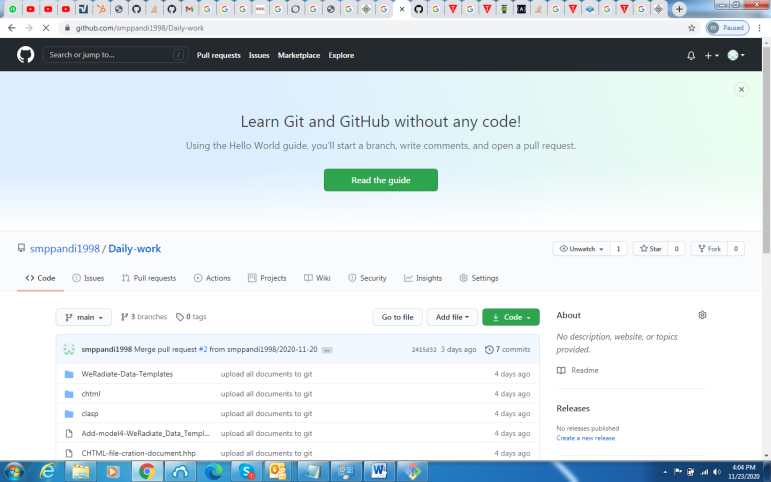 github.com/smppandi1998/Daily-work
Paused
Search or jump to...
/
Pull requests Issues Marketplace Explore
Learn Git and GitHub without any code!
Using the Hello World guide, you'll start a branch, write comments, and open a pull request.
Read the guide
smppandi1998 / Daily-work
Unwatch 1 Star 0 Fork 0
Code Issues Pull requests Actions Projects Wiki Security Insights Settings
main 3 branches 0 tags Go to file Add file Code
smppandi1998 Merge pull request #2 from smppandi1998/2020-11-20 ... 2415d32 3 days ago 7 commits
WeRadiate-Data-Templates upload all documents to git 4 days ago
chtml upload all documents to git 4 days ago
clasp upload all documents to git 4 days ago
Add-model4-WeRadiate_Data_Templ... upload all documents to git 4 days ago
CHTML-file-cration-document.hhp upload all documents to git 4 days ago
About
No description, website, or topics
provided.
Readme
Releases
No releases published
Create a new release
4:04 PM
11/23/2020